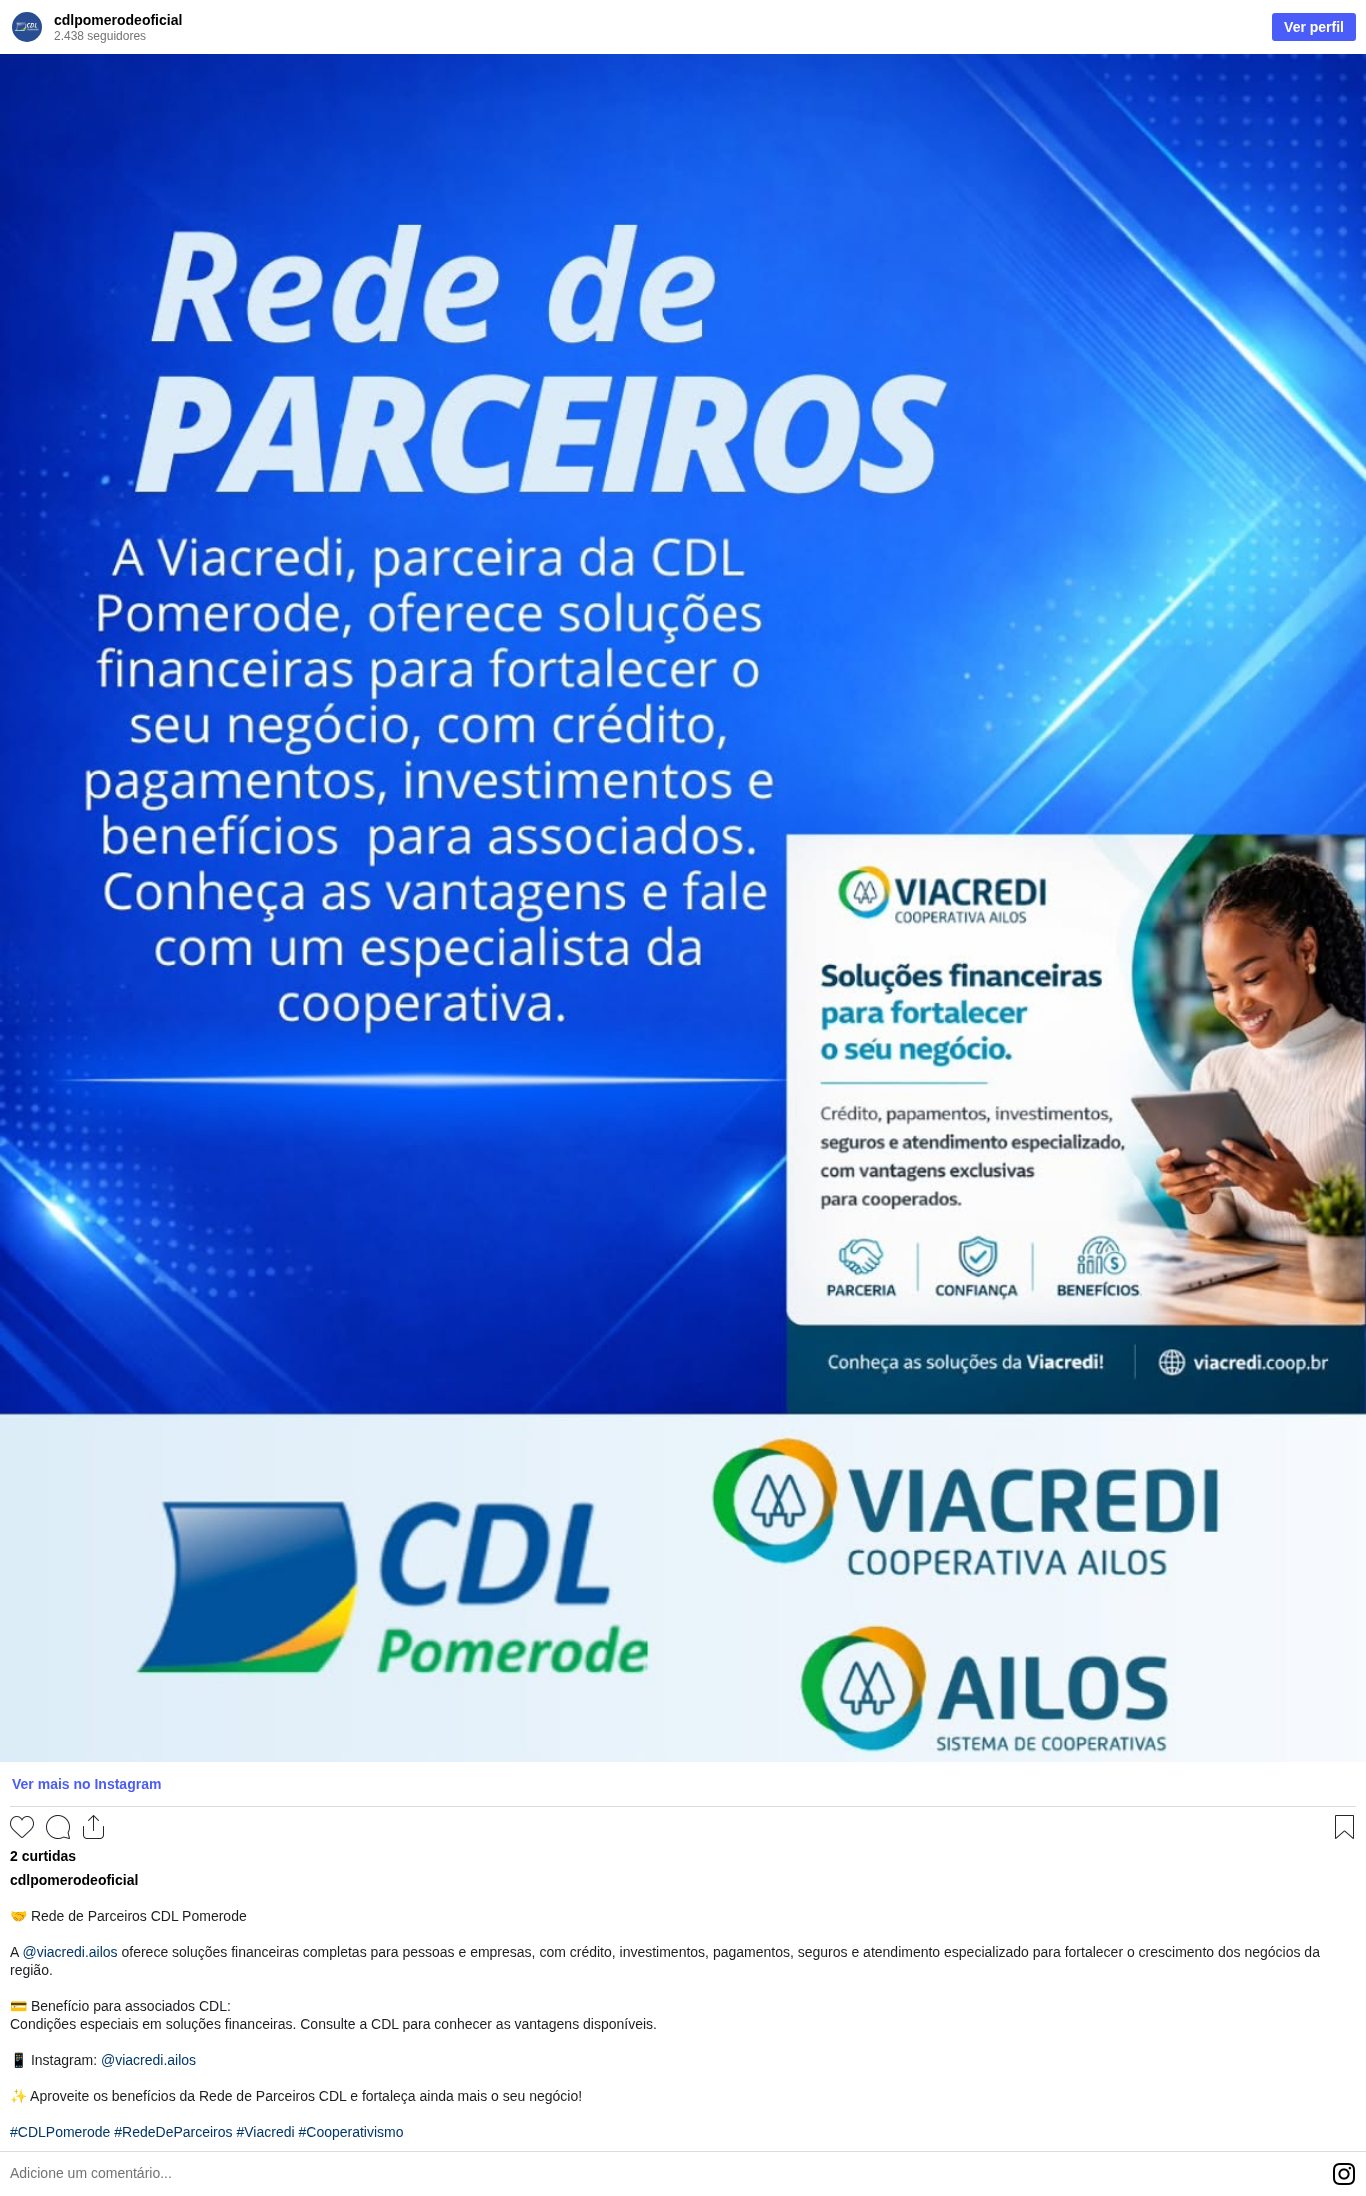 cdlpomerodeoficial
2.438 seguidores
Ver perfil
Rede de
PARCEIROS
A Viacredi, parceira da CDL
Pomerode, oferece soluções
financeiras para fortalecer o
seu negócio, com crédito,
pagamentos, investimentos e
benefícios para associados.
Conheça as vantagens e fale
com um especialista da
cooperativa.
VIACREDI
COOPERATIVA AILOS
Soluções financeiras
para fortalecer
o seu negócio.
Crédito, papamentos, investimentos,
seguros e atendimento especializado,
com vantagens exclusivas
para cooperados.
PARCERIA
CONFIANÇA
BENEFÍCIOS
Conheça as soluções da Viacredi!
viacredi.coop.br
CDL
Pomerode
VIACREDI
COOPERATIVA AILOS
AILOS
SISTEMA DE COOPERATIVAS
Ver mais no Instagram
2 curtidas
cdlpomerodeoficial
🤝 Rede de Parceiros CDL Pomerode
A @viacredi.ailos oferece soluções financeiras completas para pessoas e empresas, com crédito, investimentos, pagamentos, seguros e atendimento especializado para fortalecer o crescimento dos negócios da
região.
💳 Benefício para associados CDL:
Condições especiais em soluções financeiras. Consulte a CDL para conhecer as vantagens disponíveis.
📱 Instagram: @viacredi.ailos
✨ Aproveite os benefícios da Rede de Parceiros CDL e fortaleça ainda mais o seu negócio!
#CDLPomerode #RedeDeParceiros #Viacredi #Cooperativismo
Adicione um comentário...